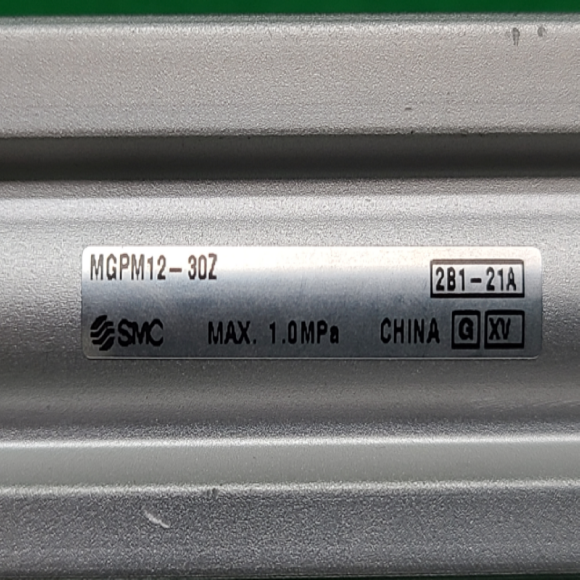 MGPM12-30Z
2B1-21A
SMC MAX. 1.0MPa CHINA G XV